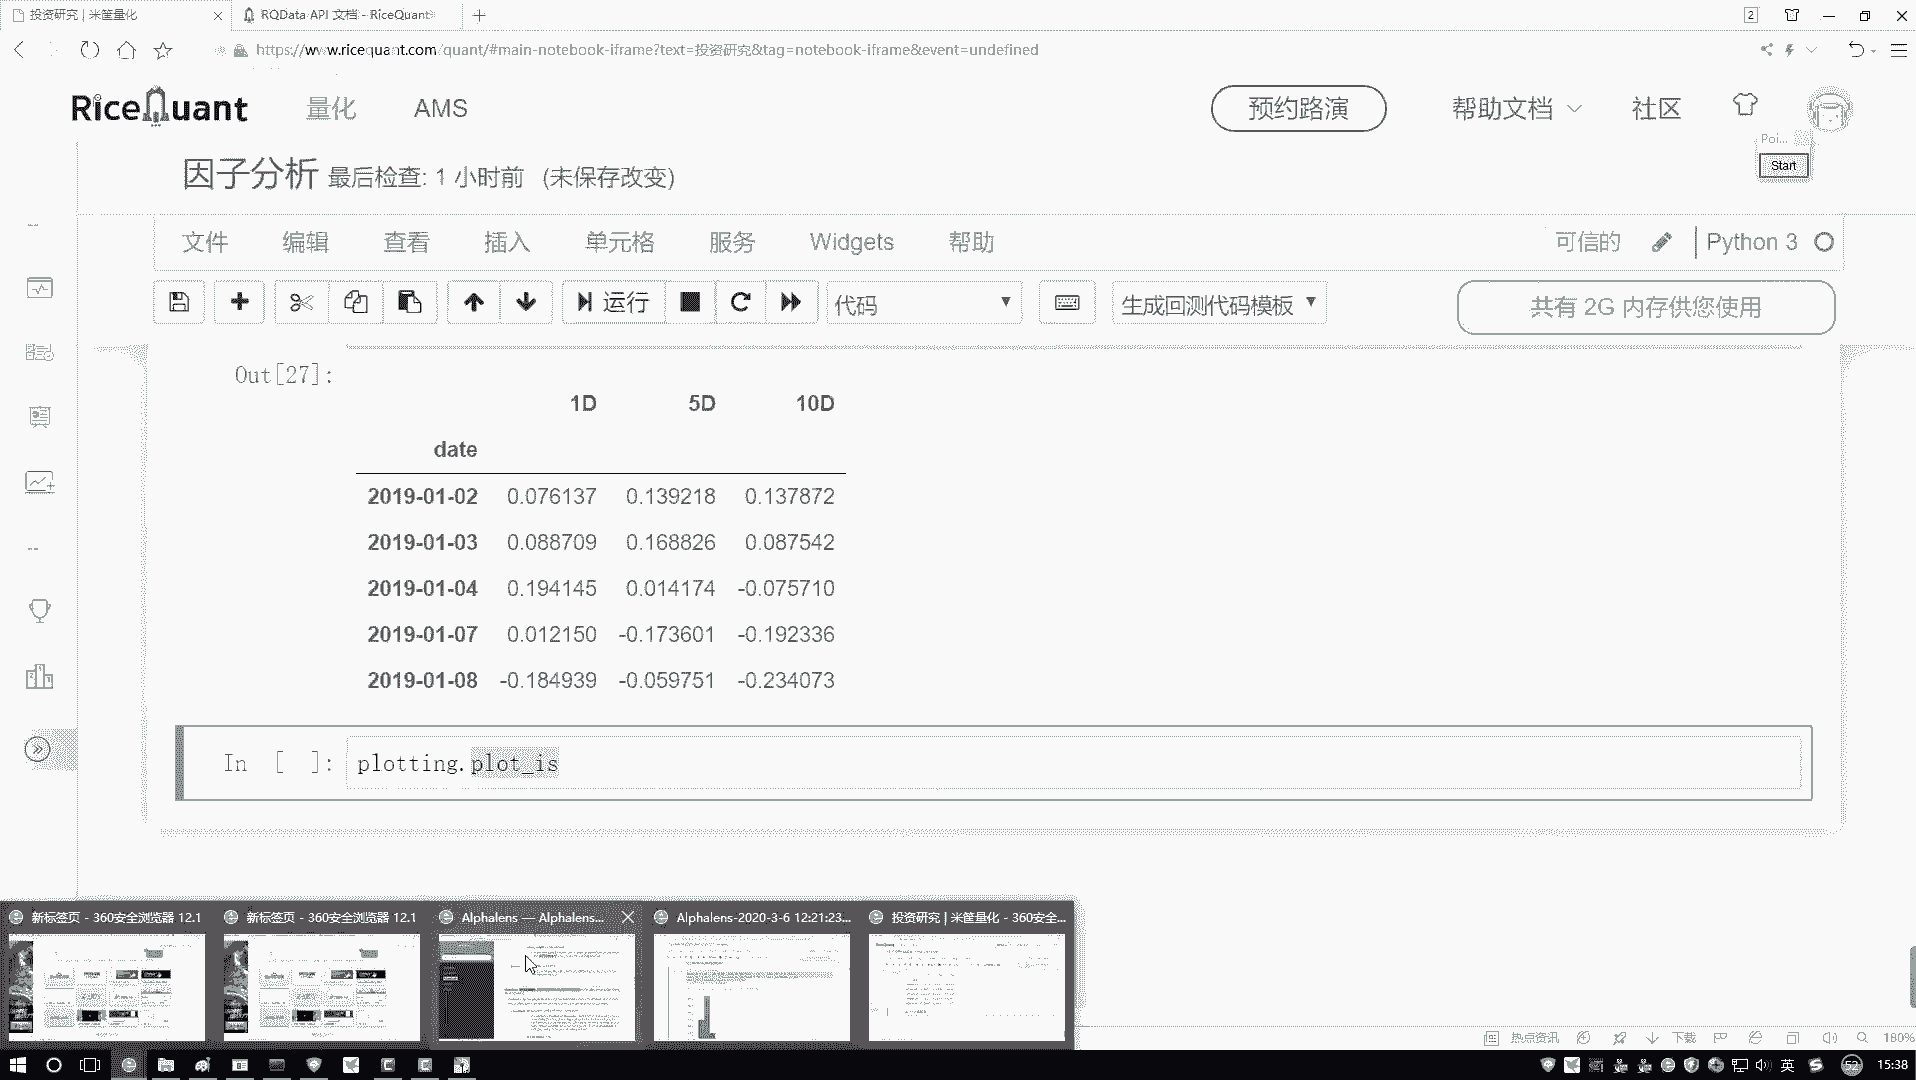 投资研究 | 米筐量化
RQData API 文档 - RiceQuant
2
https://www.ricequant.com/quant/#main-notebook-iframe?text=投资研究&tag=notebook-iframe&event=undefined
RiceQuant 量化 AMS 预约路演 帮助文档 社区
Poi...
Start
因子分析 最后检查: 1 小时前 (未保存改变)
文件 编辑 查看 插入 单元格 服务 Widgets 帮助 可信的 Python 3
运行 代码 生成回测代码模板 共有 2G 内存供您使用
Out[27]:
1D 5D 10D
date
2019-01-02 0.076137 0.139218 0.137872
2019-01-03 0.088709 0.168826 0.087542
2019-01-04 0.194145 0.014174 -0.075710
2019-01-07 0.012150 -0.173601 -0.192336
2019-01-08 -0.184939 -0.059751 -0.234073
In [ ]: plotting.plot_is
新标签页 - 360安全浏览器 12.1 新标签页 - 360安全浏览器 12.1 Alphalens — Alphalens... Alphalens-2020-3-6 12:21:23... 投资研究 | 米筐量化 - 360安全...
热点资讯 下载 180%
英 52 15:38